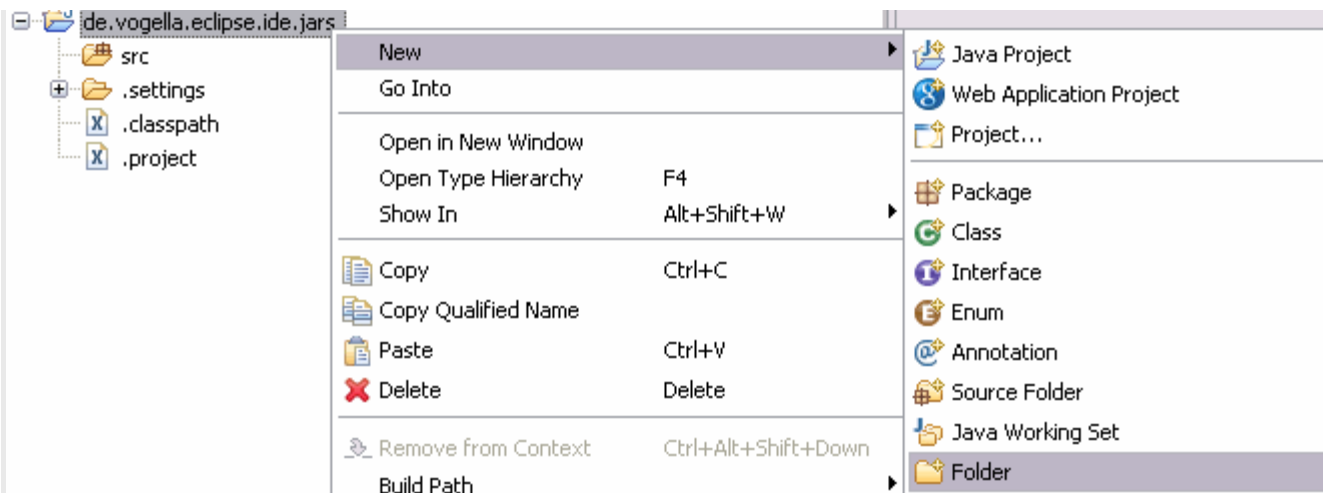 de.vogella.eclipse.ide.jars
src
.settings
.classpath
.project
New
Go Into
Open in New Window
Open Type Hierarchy F4
Show In Alt+Shift+W
Copy Ctrl+C
Copy Qualified Name
Paste Ctrl+V
Delete Delete
Remove from Context Ctrl+Alt+Shift+Down
Build Path
Java Project
Web Application Project
Project...
Package
Class
Interface
Enum
Annotation
Source Folder
Java Working Set
Folder